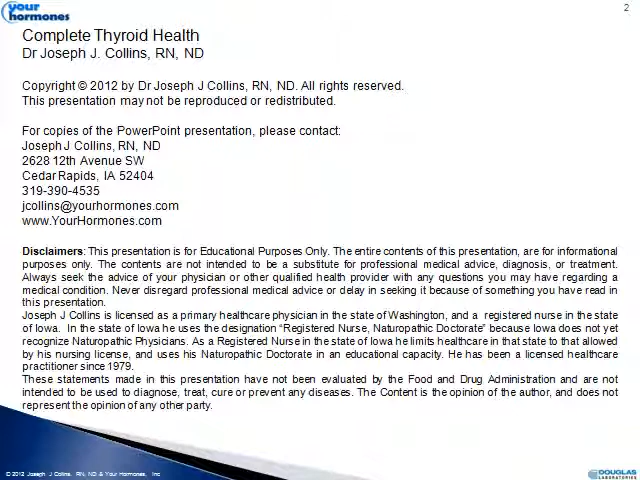 your
hormones
2
Complete Thyroid Health
Dr Joseph J. Collins, RN, ND
Copyright © 2012 by Dr Joseph J Collins, RN, ND. All rights reserved.
This presentation may not be reproduced or redistributed.
For copies of the PowerPoint presentation, please contact:
Joseph J Collins, RN, ND
2628 12th Avenue SW
Cedar Rapids, IA 52404
319-390-4535
jcollins@yourhormones.com
www.YourHormones.com
Disclaimers: This presentation is for Educational Purposes Only. The entire contents of this presentation, are for informational
purposes only. The contents are not intended to be a substitute for professional medical advice, diagnosis, or treatment.
Always seek the advice of your physician or other qualified health provider with any questions you may have regarding a
medical condition. Never disregard professional medical advice or delay in seeking it because of something you have read in
this presentation.
Joseph J Collins is licensed as a primary healthcare physician in the state of Washington, and a registered nurse in the state
of Iowa. In the state of Iowa he uses the designation “Registered Nurse, Naturopathic Doctorate” because Iowa does not yet
recognize Naturopathic Physicians. As a Registered Nurse in the state of Iowa he limits healthcare in that state to that allowed
by his nursing license, and uses his Naturopathic Doctorate in an educational capacity. He has been a licensed healthcare
practitioner since 1979.
These statements made in this presentation have not been evaluated by the Food and Drug Administration and are not
intended to be used to diagnose, treat, cure or prevent any diseases. The Content is the opinion of the author, and does not
represent the opinion of any other party.
© 2012 Joseph J Collins, RN, ND & Your Hormones, Inc
DOUGLAS
LABORATORIES